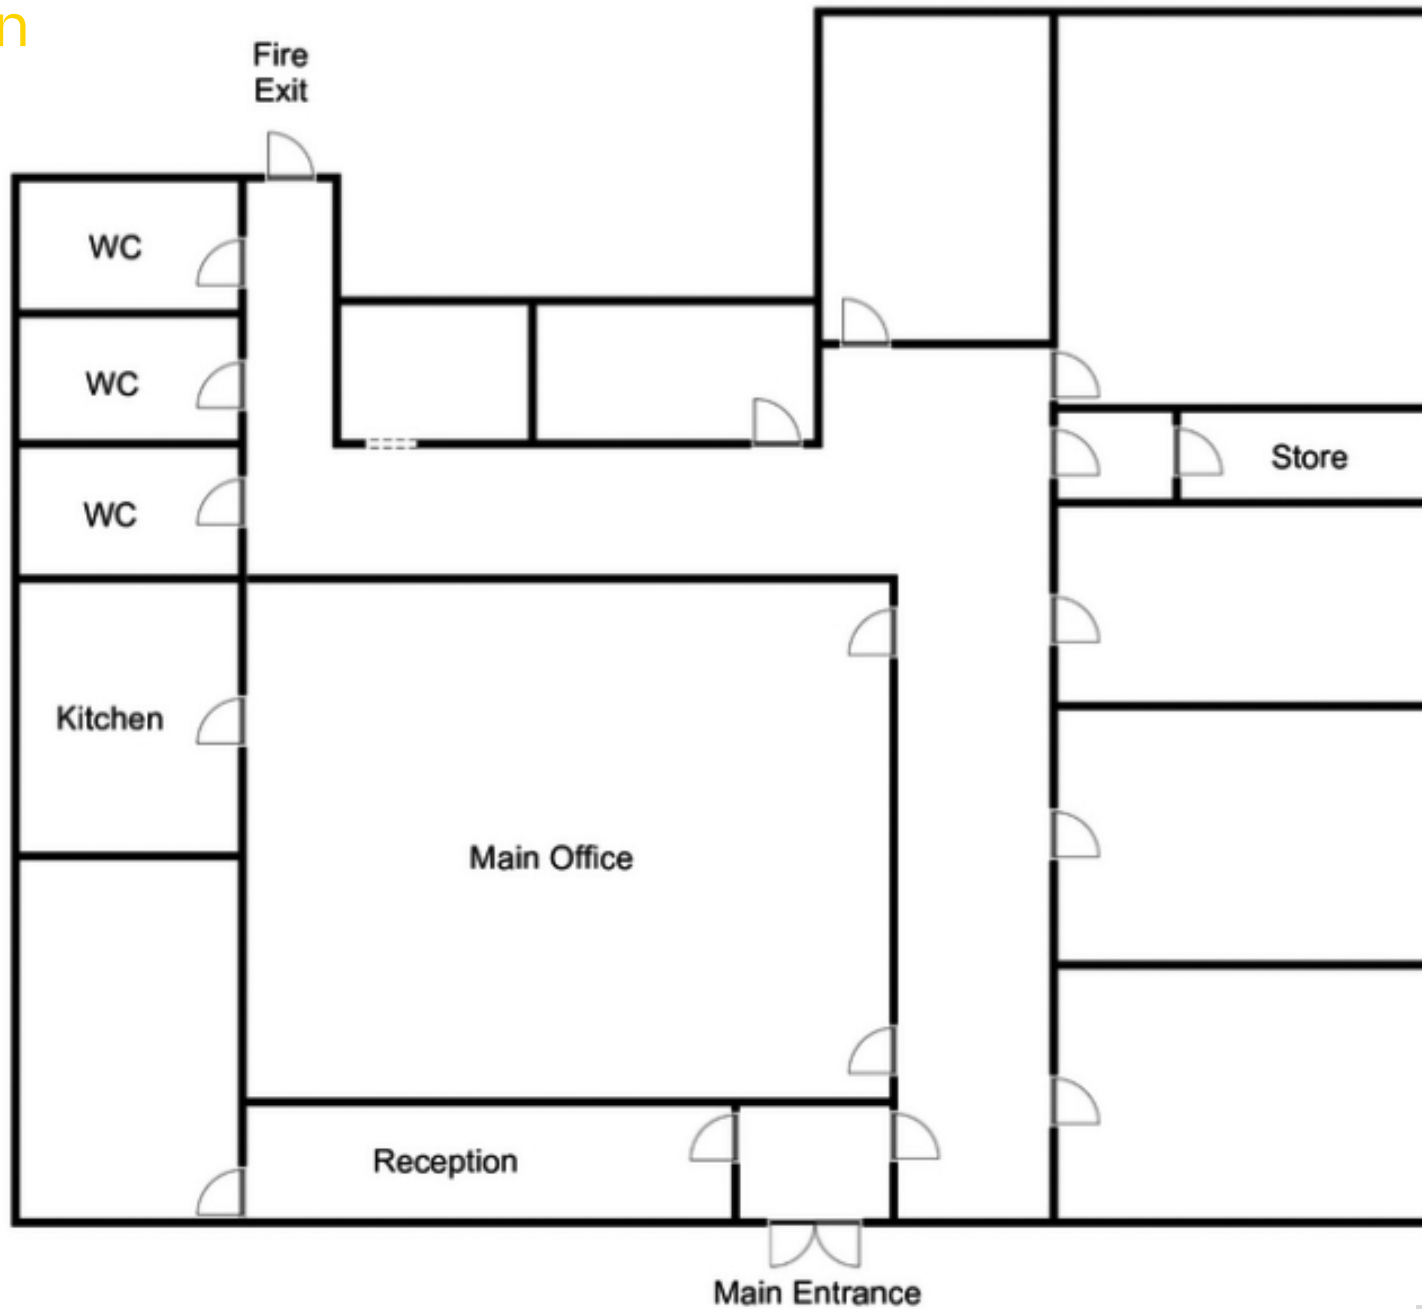 n
Fire
Exit
WC
WC
Store
WC
Kitchen
Main Office
Reception
Main Entrance